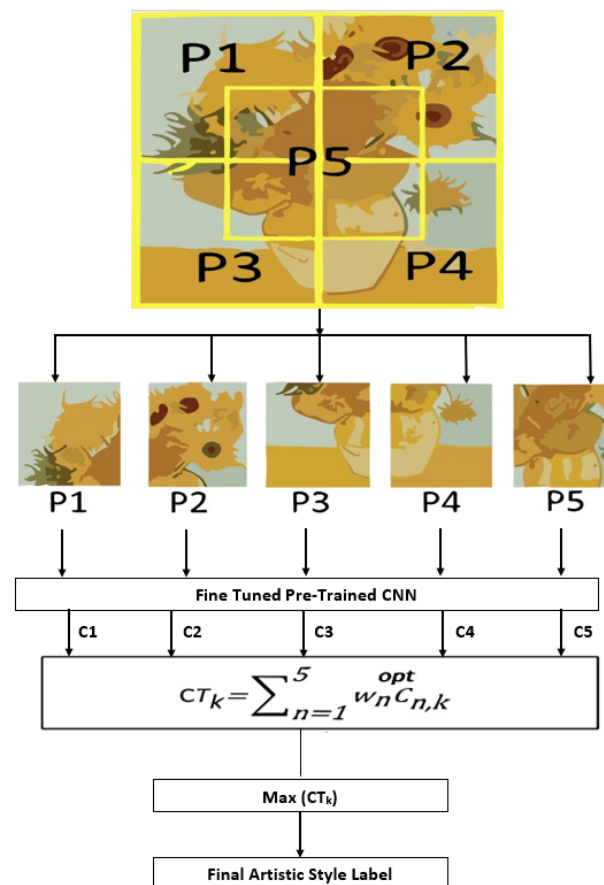 P1 P2
P5
P3 P4
P1 P2 P3 P4 P5
Fine Tuned Pre-Trained CNN
C1 C2 C3 C4 C5
CT_k = \sum_{n=1}^{5} w_n^{opt} C_{n,k}
Max (CT_k)
Final Artistic Style Label